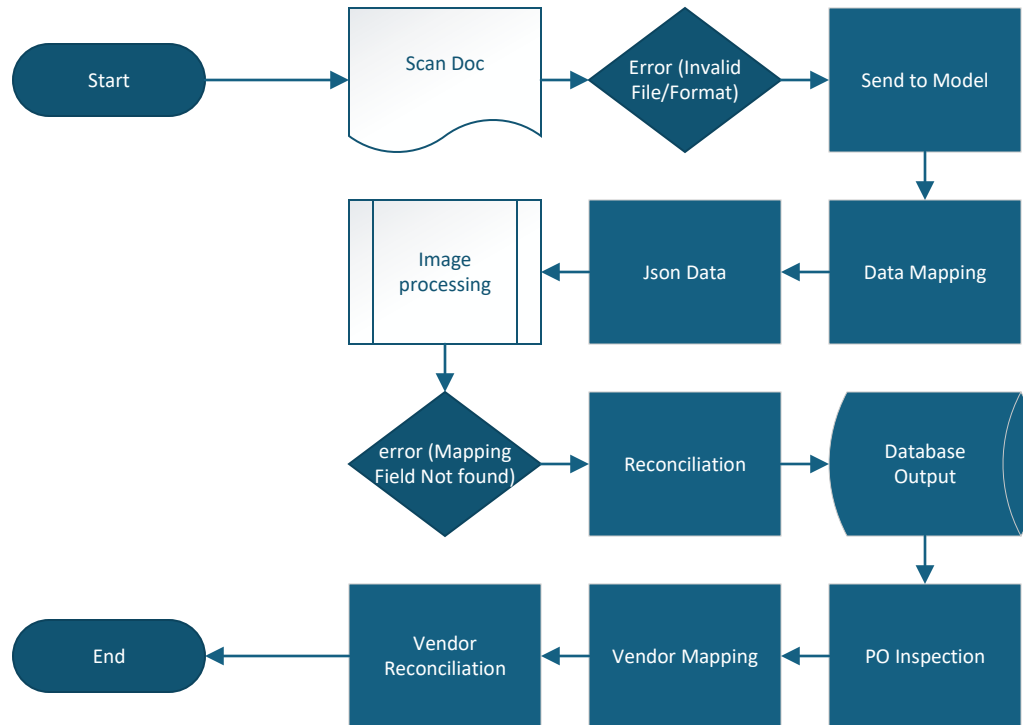 Start
Scan Doc
Error (Invalid
File/Format)
Send to Model
Image
processing
Json Data
Data Mapping
error (Mapping
Field Not found)
Reconciliation
Database
Output
End
Vendor
Reconciliation
Vendor Mapping
PO Inspection